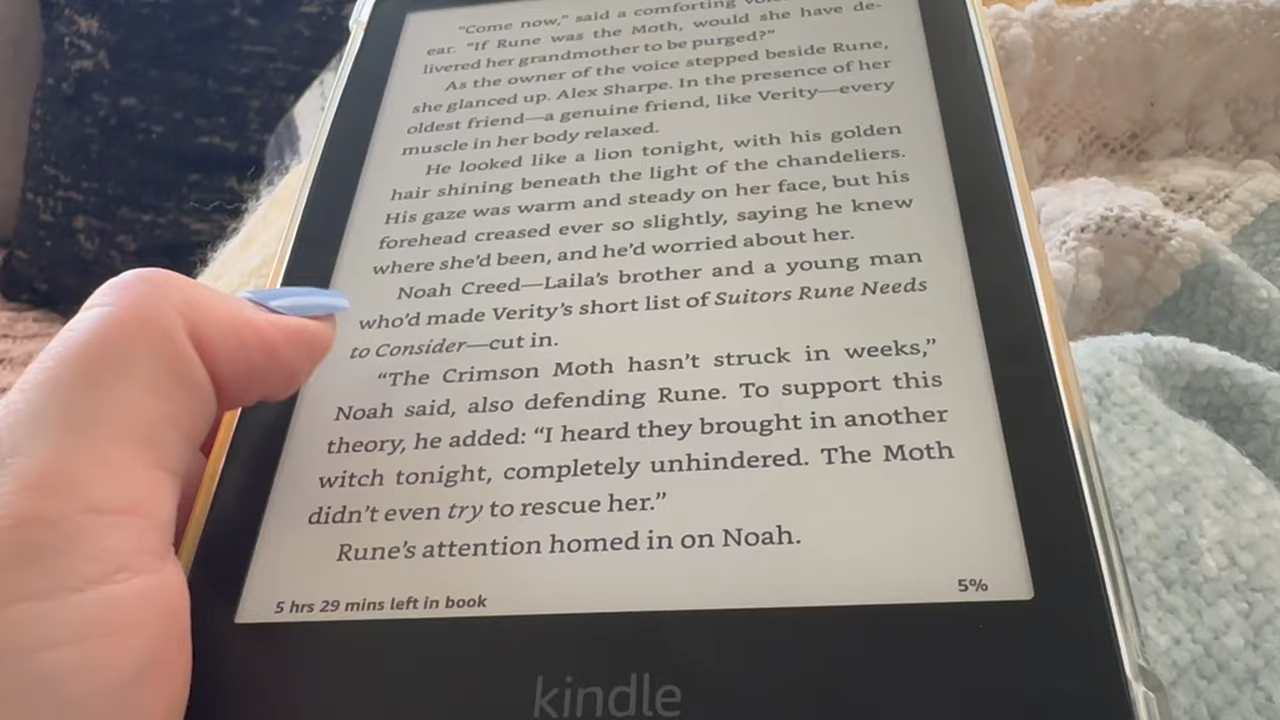 "Come now," said a comforting
ear. "If Rune was the Moth, would she have de-
livered her grandmother to be purged?"
As the owner of the voice stepped beside Rune,
she glanced up. Alex Sharpe. In the presence of her
oldest friend—a genuine friend, like Verity—every
muscle in her body relaxed.
He looked like a lion tonight, with his golden
hair shining beneath the light of the chandeliers.
His gaze was warm and steady on her face, but his
forehead creased ever so slightly, saying he knew
where she'd been, and he'd worried about her.
Noah Creed—Laila's brother and a young man
who'd made Verity's short list of Suitors Rune Needs
to Consider—cut in.
“The Crimson Moth hasn't struck in weeks,”
Noah said, also defending Rune. To support this
theory, he added: “I heard they brought in another
witch tonight, completely unhindered. The Moth
didn't even try to rescue her.”
Rune's attention homed in on Noah.
5 hrs 29 mins left in book
5%
kindle